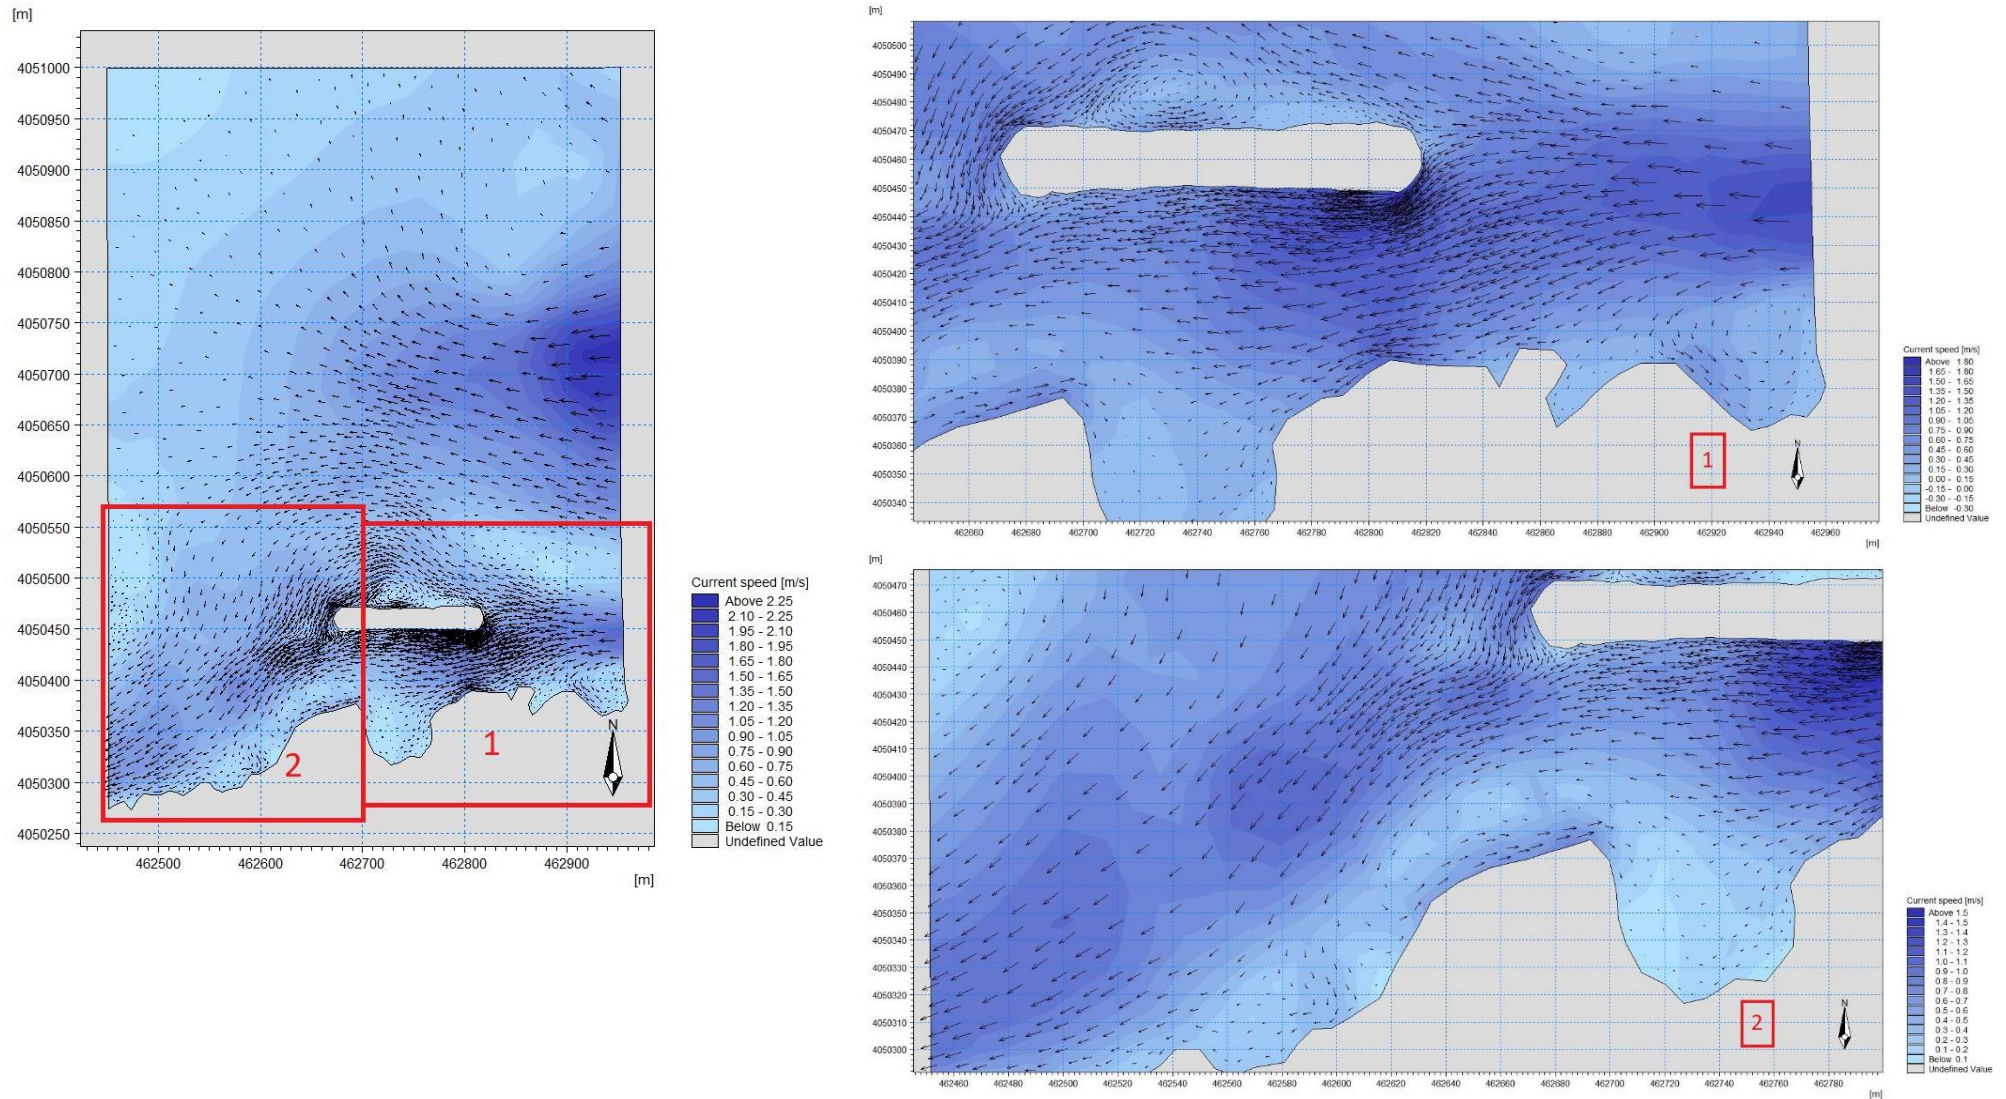 [m]
4051000
4050950
4050900
4050850
4050800
4050750
4050700
4050650
4050600
4050550
4050500
4050450
4050400
4050350
4050300
4050250
462500 462600 462700 462800 462900
[m]
2
1
N
Current speed [m/s]
Above 2.25
2.10 - 2.25
1.95 - 2.10
1.80 - 1.95
1.65 - 1.80
1.50 - 1.65
1.35 - 1.50
1.20 - 1.35
1.05 - 1.20
0.90 - 1.05
0.75 - 0.90
0.60 - 0.75
0.45 - 0.60
0.30 - 0.45
0.15 - 0.30
Below 0.15
Undefined Value
[m]
4050500
4050490
4050480
4050470
4050460
4050450
4050440
4050430
4050420
4050410
4050400
4050390
4050380
4050370
4050360
4050350
4050340
462660 462680 462700 462720 462740 462760 462780 462800 462820 462840 462860 462880 462900 462920 462940 462960
[m]
1
N
Current speed [m/s]
Above 1.80
1.65 - 1.80
1.50 - 1.65
1.35 - 1.50
1.20 - 1.35
1.05 - 1.20
0.90 - 1.05
0.75 - 0.90
0.60 - 0.75
0.45 - 0.60
0.30 - 0.45
0.15 - 0.30
0.00 - 0.15
-0.15 - 0.00
-0.30 - -0.15
Below -0.30
Undefined Value
[m]
4050470
4050460
4050450
4050440
4050430
4050420
4050410
4050400
4050390
4050380
4050370
4050360
4050350
4050340
4050330
4050320
4050310
4050300
462460 462480 462500 462520 462540 462560 462580 462600 462620 462640 462660 462680 462700 462720 462740 462760 462780
[m]
2
N
Current speed [m/s]
Above 1.5
1.4 - 1.5
1.3 - 1.4
1.2 - 1.3
1.1 - 1.2
1.0 - 1.1
0.9 - 1.0
0.8 - 0.9
0.7 - 0.8
0.6 - 0.7
0.5 - 0.6
0.4 - 0.5
0.3 - 0.4
0.2 - 0.3
0.1 - 0.2
Below 0.1
Undefined Value